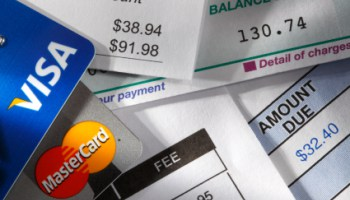 BALANCE
$38.94
$91.98
130.74
Detail of charges
VISA
our payment
AMOUNT
DUE
$32.40
MasterCard
FEE